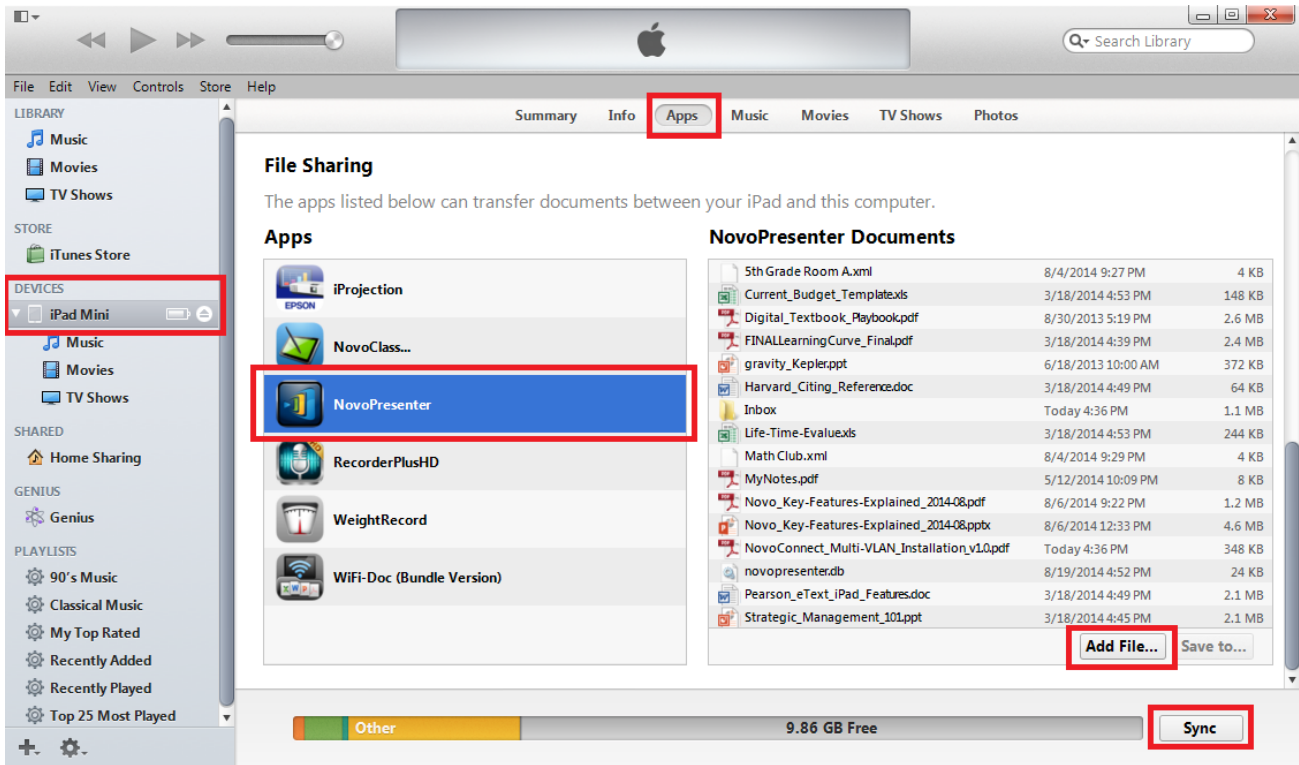 Search Library
File Edit View Controls Store Help
LIBRARY
Music
Movies
TV Shows
STORE
iTunes Store
DEVICES
iPad Mini
Music
Movies
TV Shows
SHARED
Home Sharing
GENIUS
Genius
PLAYLISTS
90's Music
Classical Music
My Top Rated
Recently Added
Recently Played
Top 25 Most Played
Summary Info Apps Music Movies TV Shows Photos
File Sharing
The apps listed below can transfer documents between your iPad and this computer.
Apps
EPSON
iProjection
NovoClass...
NovoPresenter
RecorderPlusHD
WeightRecord
WiFi-Doc (Bundle Version)
NovoPresenter Documents
5th Grade Room A.xml 8/4/2014 9:27 PM 4 KB
Current_Budget_Template.xls 3/18/2014 4:53 PM 148 KB
Digital_Textbook_Playbook.pdf 8/30/2013 5:19 PM 2.6 MB
FINALLearningCurve_Final.pdf 3/18/2014 4:39 PM 2.4 MB
gravity_Kepler.ppt 6/18/2013 10:00 AM 372 KB
Harvard_Citing_Reference.doc 3/18/2014 4:49 PM 64 KB
Inbox Today 4:36 PM 1.1 MB
Life-Time-Evalue.xls 3/18/2014 4:53 PM 244 KB
Math Club.xml 8/4/2014 9:29 PM 4 KB
MyNotes.pdf 5/12/2014 10:09 PM 8 KB
Novo_Key-Features-Explained_2014-08.pdf 8/6/2014 9:22 PM 1.2 MB
Novo_Key-Features-Explained_2014-08.pptx 8/6/2014 12:33 PM 4.6 MB
NovoConnect_Multi-VLAN_Installation_v1.0.pdf Today 4:36 PM 348 KB
novopresenter.db 8/19/2014 4:52 PM 24 KB
Pearson_eText_iPad_Features.doc 3/18/2014 4:49 PM 2.1 MB
Strategic_Management_101.ppt 3/18/2014 4:45 PM 2.1 MB
Add File... Save to...
Other 9.86 GB Free Sync